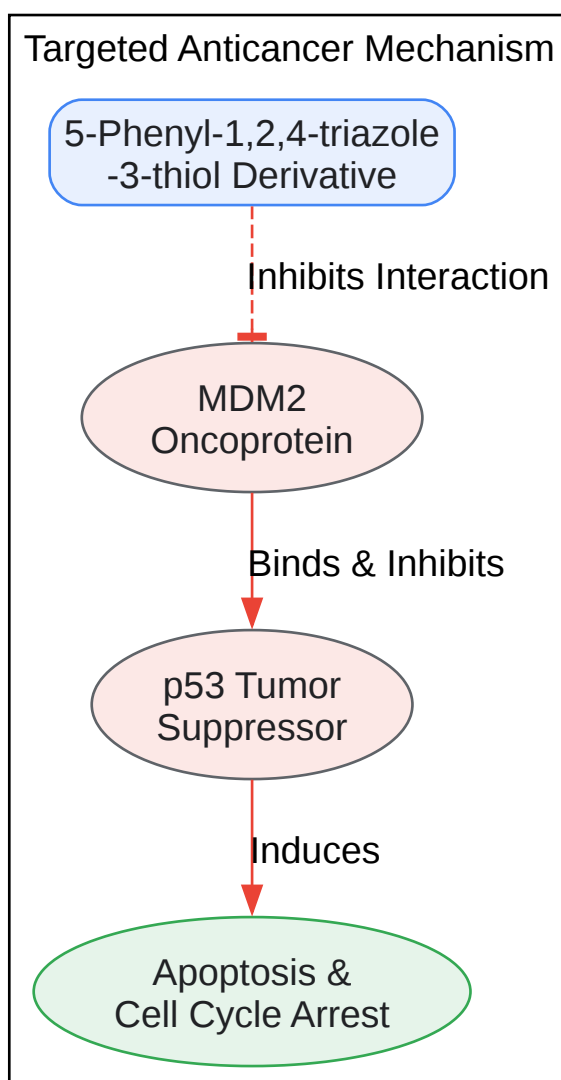 Targeted Anticancer Mechanism
5-Phenyl-1,2,4-triazole
-3-thiol Derivative
Inhibits Interaction
MDM2
Oncoprotein
Binds & Inhibits
p53 Tumor
Suppressor
Induces
Apoptosis &
Cell Cycle Arrest